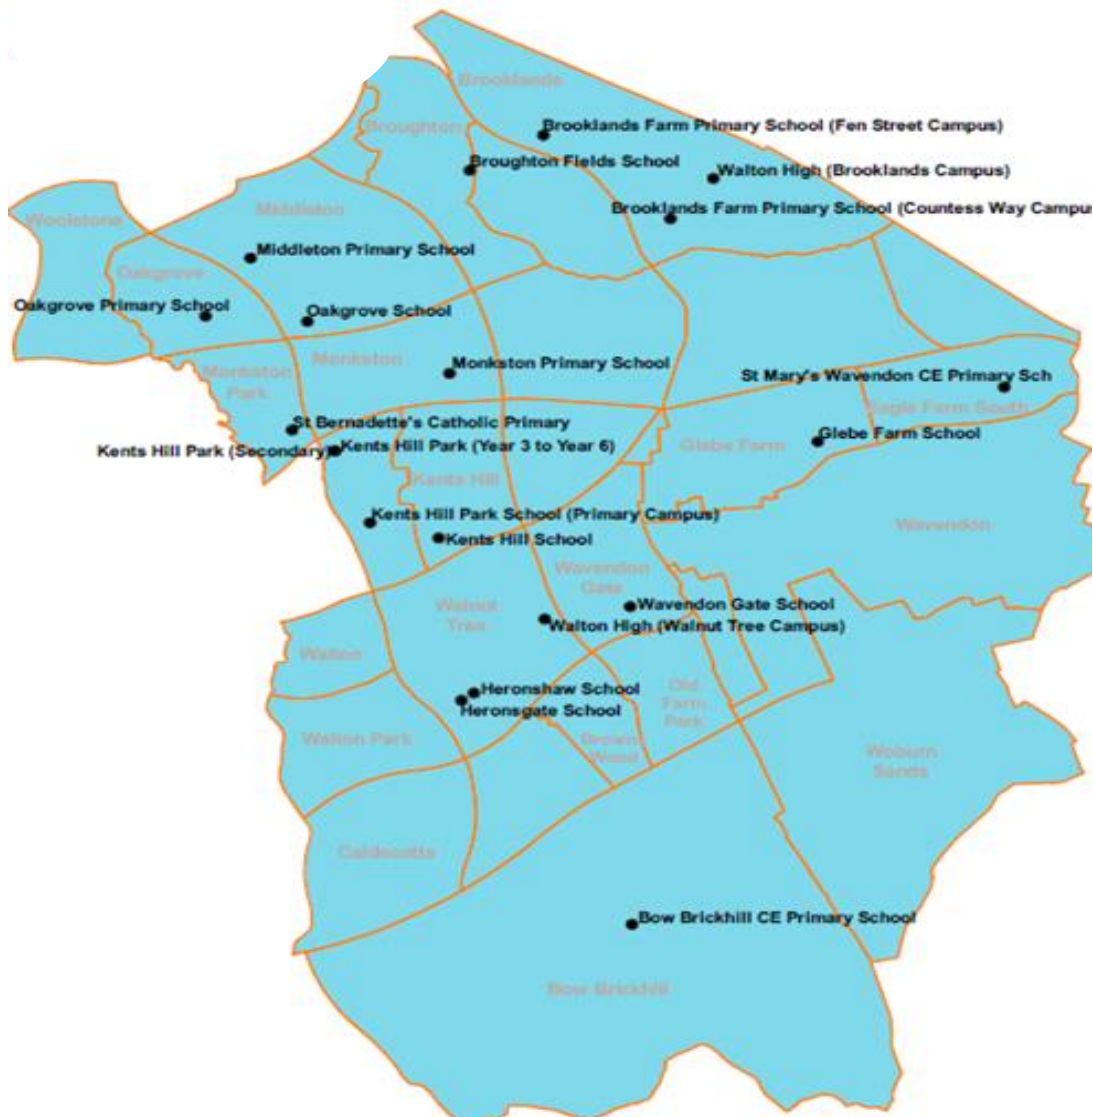 Brooklands
Brooklands Farm Primary School (Fen Street Campus)
Broughton
Broughton Fields School
Walton High (Brooklands Campus)
Brooklands Farm Primary School (Countess Way Campu
Woolstone
Middleton
Middleton Primary School
Oakgrove
Oakgrove Primary School
Oakgrove School
Monkston
Monkston Primary School
Monkston
Park
St Mary's Wavendon CE Primary Sch
Eagle Farm South
St Bernadette's Catholic Primary
Glebe Farm School
Glebe Farm
Kents Hill Park (Secondary)
Kents Hill Park (Year 3 to Year 6)
Kents Hill
Kents Hill Park School (Primary Campus)
Wavendon
Kents Hill School
Wavendon
Gate
Walnut
Tree
Wavendon Gate School
Walton High (Walnut Tree Campus)
Walton
Heronshaw School
Heronsgate School
Old
Farm
Park
Walton Park
Browns
Wood
Woburn
Sands
Caldecotte
Bow Brickhill CE Primary School
Bow Brickhill